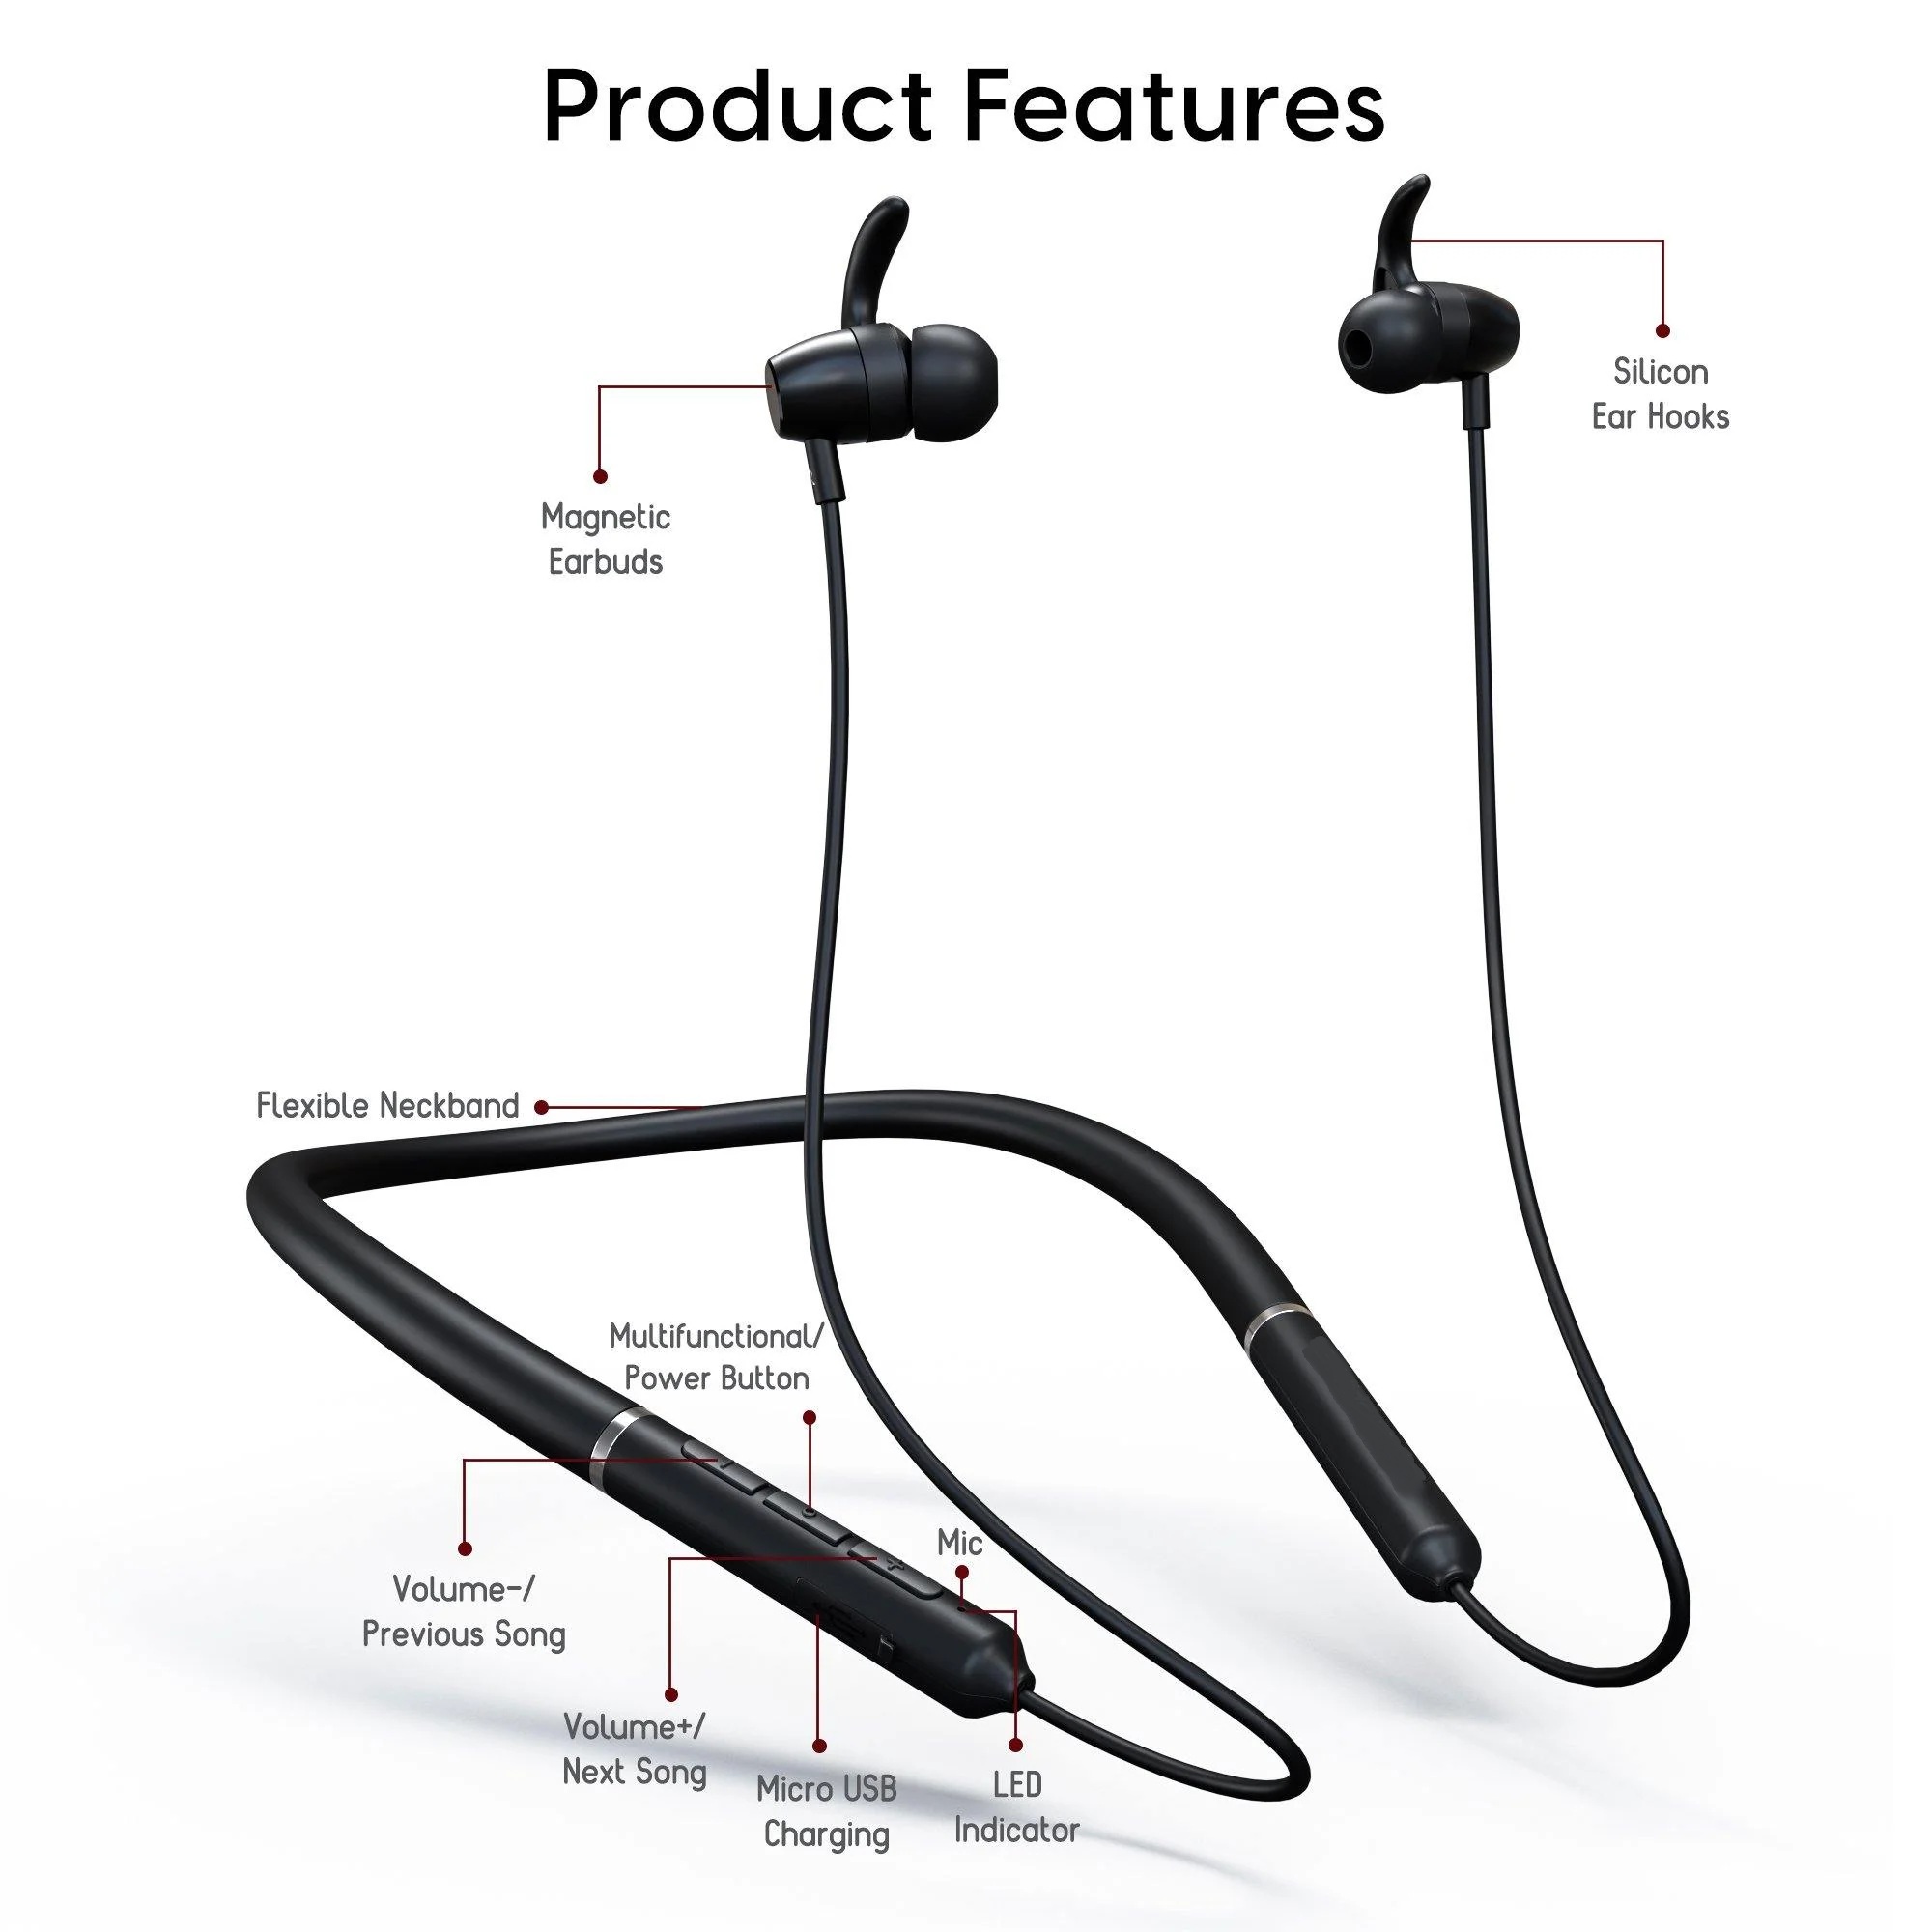 Product Features
Silicon
Ear Hooks
Magnetic
Earbuds
Flexible Neckband
Multifunctional/
Power Button
Mic
Volume-/
Previous Song
Volume+/
Next Song
Micro USB
Charging
LED
Indicator